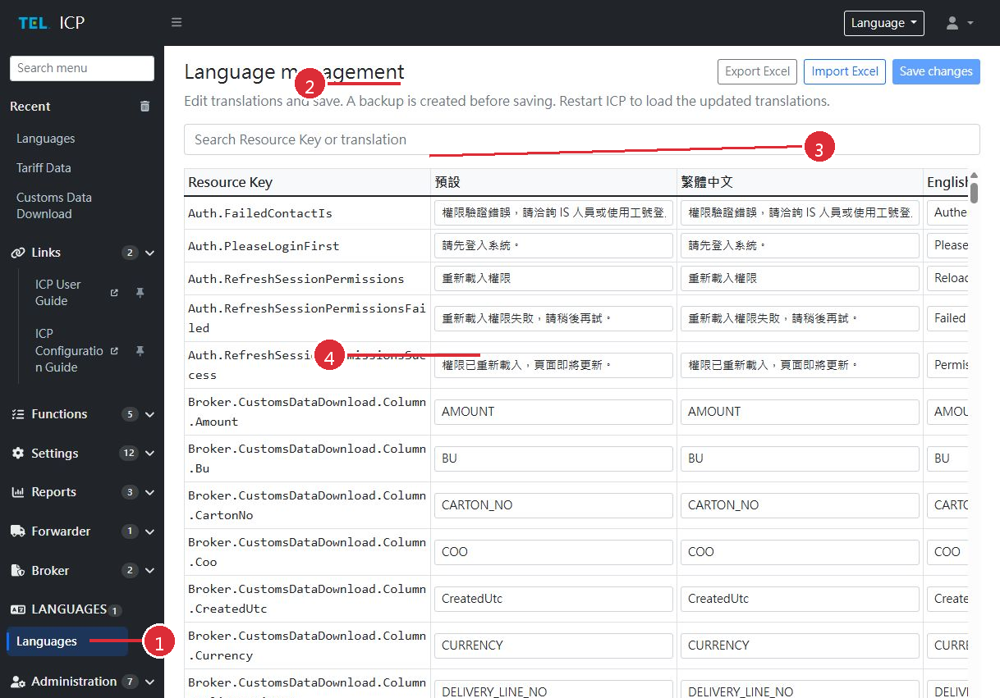 TEL ICP
Language
Search menu
Recent
Languages
Tariff Data
Customs Data
Download
Links 2
ICP User
Guide
ICP
Configuratio
n Guide
Functions 5
Settings 12
Reports 3
Forwarder 1
Broker 2
LANGUAGES 1
Languages
1
Administration 7
Language management
2
Export Excel
Import Excel
Save changes
Edit translations and save. A backup is created before saving. Restart ICP to load the updated translations.
Search Resource Key or translation
3
Resource Key 預設 繁體中文 English
Auth.FailedContactIs 權限驗證錯誤，請洽詢 IS 人員或使用工號登 權限驗證錯誤，請洽詢 IS 人員或使用工號登 Authe
Auth.PleaseLoginFirst 請先登入系統。 請先登入系統。 Please
Auth.RefreshSessionPermissions 重新載入權限 重新載入權限 Reload
Auth.RefreshSessionPermissionsFai
led
重新載入權限失敗，請稍後再試。 重新載入權限失敗，請稍後再試。 Failed
Auth.RefreshSessi missionsSuc
cess
4
權限已重新載入，頁面即將更新。 權限已重新載入，頁面即將更新。 Permis
Broker.CustomsDataDownload.Column
.Amount
AMOUNT AMOUNT AMOU
Broker.CustomsDataDownload.Column
.Bu
BU BU BU
Broker.CustomsDataDownload.Column
.CartonNo
CARTON_NO CARTON_NO CARTO
Broker.CustomsDataDownload.Column
.Coo
COO COO COO
Broker.CustomsDataDownload.Column
.CreatedUtc
CreatedUtc CreatedUtc Create
Broker.CustomsDataDownload.Column
.Currency
CURRENCY CURRENCY CURRE
Broker.CustomsDataDownload.Column
DELIVERY_LINE_NO DELIVERY_LINE_NO DELIVI